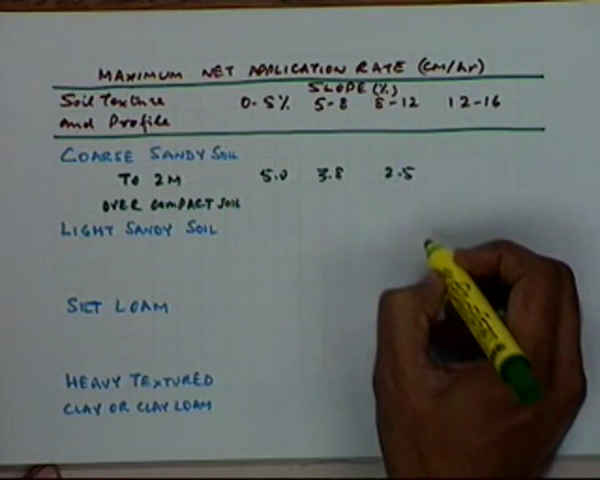 MAXIMUM NET APPLICATION RATE (cm/hr)
SLOPE (%)
Soil Texture 0-5% 5-8 8-12 12-16
and Profile
COARSE SANDY SOIL
TO 2M 5.0 3.8 2.5
OVER COMPACT SOIL
LIGHT SANDY SOIL
SILT LOAM
HEAVY TEXTURED
CLAY OR CLAY LOAM